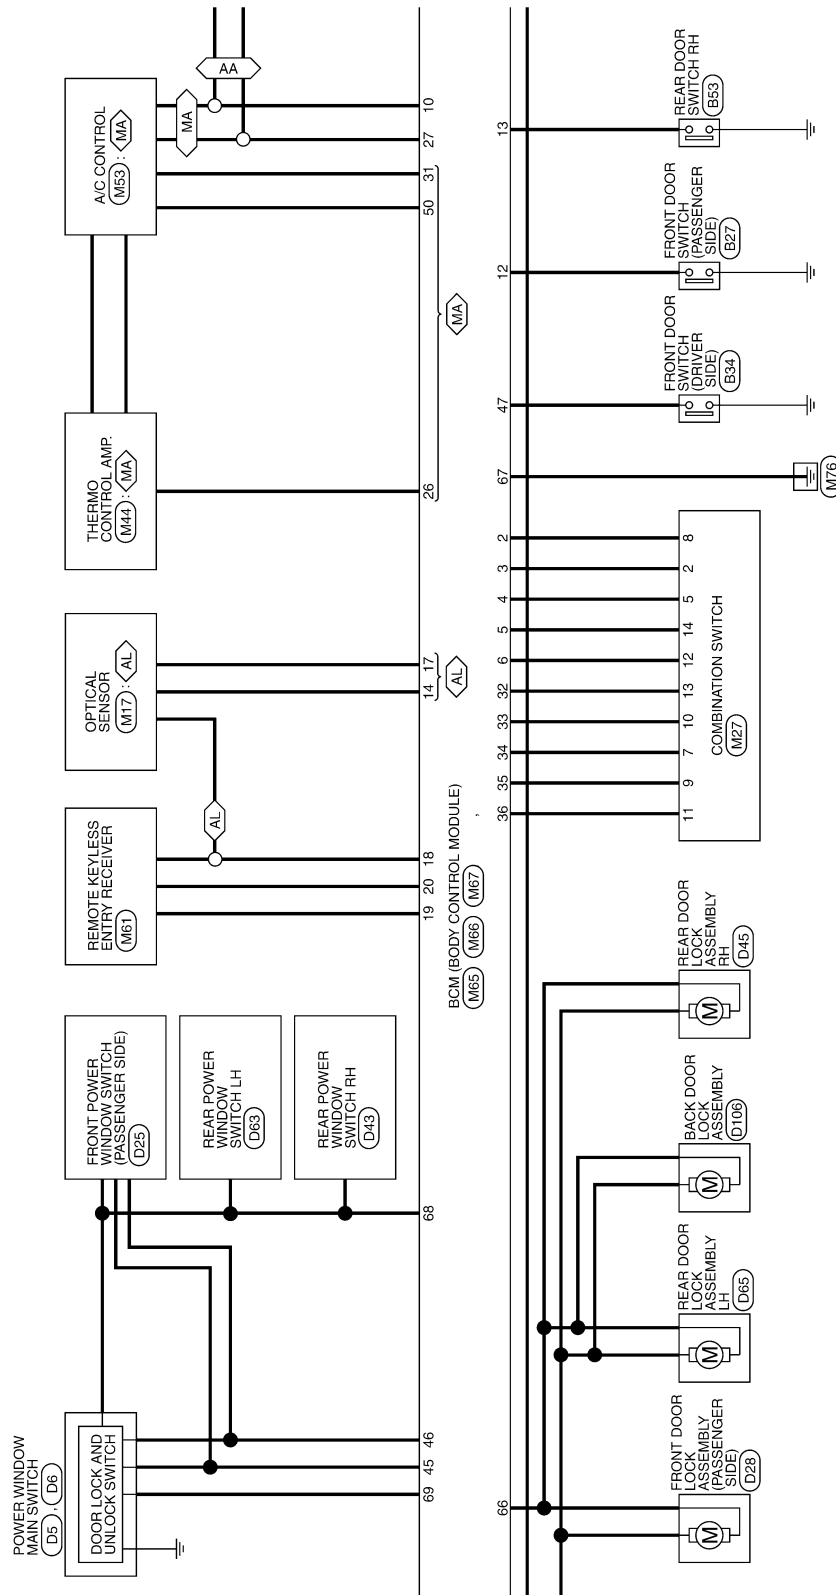 POWER WINDOW
MAIN SWITCH
D5 , D6
DOOR LOCK AND
UNLOCK SWITCH
FRONT POWER
WINDOW SWITCH
(PASSENGER SIDE)
D25
REAR POWER
WINDOW
SWITCH LH
D63
REAR POWER
WINDOW
SWITCH RH
D43
REMOTE KEYLESS
ENTRY RECEIVER
M61
OPTICAL
SENSOR
M17 : AL
THERMO
CONTROL AMP.
M44 : MA
A/C CONTROL
M53 : MA
AL
MA
AA
69 45 46 68 19 20 18 14 17 26 50 31 27 10
AL
MA
BCM (BODY CONTROL MODULE)
M65 M66 M67 ,
66 36 35 34 33 32 6 5 4 3 2 67 47 12 13
11 9 7 10 13 12 14 5 2 8
COMBINATION SWITCH
M27
M76
FRONT DOOR
LOCK
ASSEMBLY
(PASSENGER
SIDE)
D28
M
REAR DOOR
LOCK
ASSEMBLY
LH
D65
M
BACK DOOR
LOCK
ASSEMBLY
D106
M
REAR DOOR
LOCK
ASSEMBLY
RH
D45
M
FRONT DOOR
SWITCH
(DRIVER
SIDE)
B34
FRONT DOOR
SWITCH
(PASSENGER
SIDE)
B27
REAR DOOR
SWITCH RH
B53